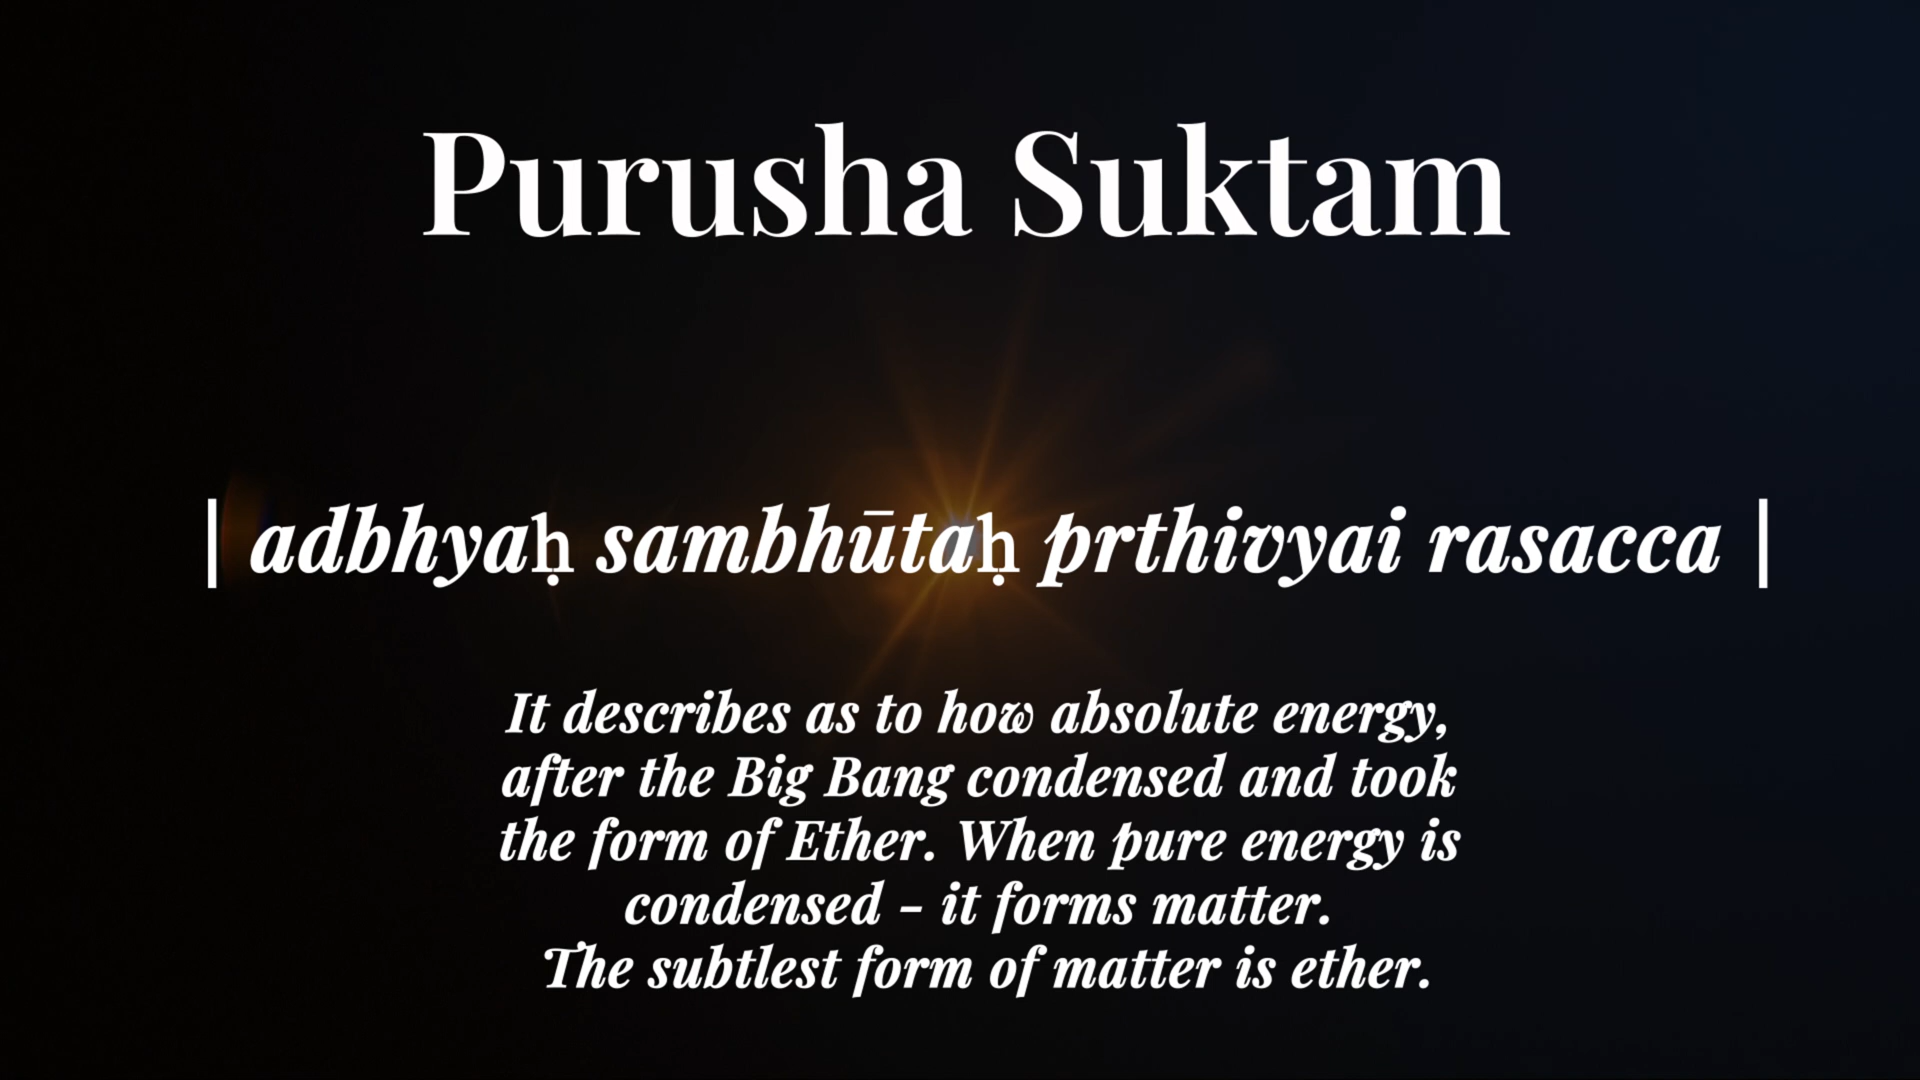 Purusha Suktam
| adbhyaḥ sambhūtaḥ prthivyai rasacca |
It describes as to how absolute energy,
after the Big Bang condensed and took
the form of Ether. When pure energy is
condensed - it forms matter.
The subtlest form of matter is ether.